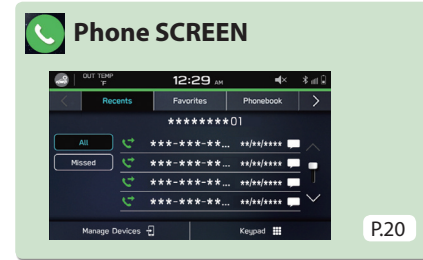 Phone SCREEN
OUT TEMP
°F
12:29 AM
Recents Favorites Phonebook
********01
All ***-***-**... **/**/****
Missed ***-***-**... **/**/****
***-***-**... **/**/****
***-***-**... **/**/****
Manage Devices Keypad
P.20